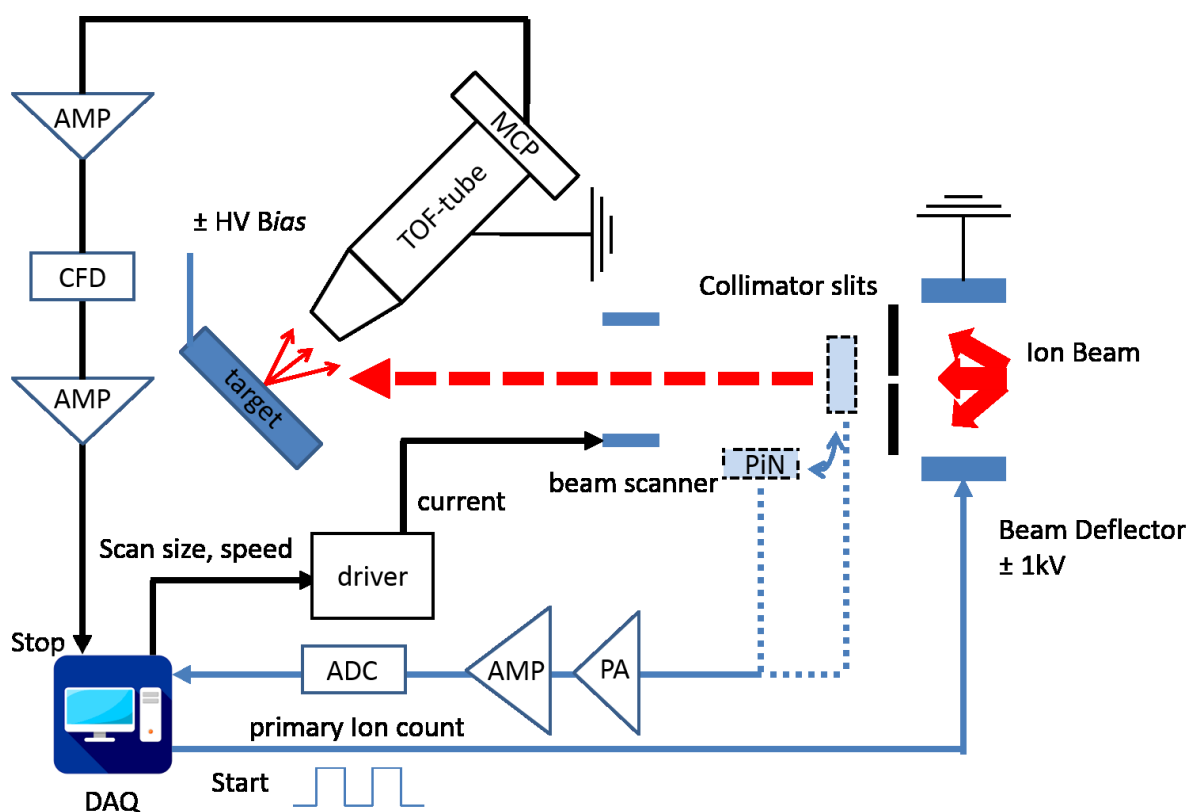 AMP
MCP
TOF-tube
± HV Bias
CFD
Collimator slits
Ion Beam
target
AMP
PiN
beam scanner
current
Beam Deflector
± 1kV
Scan size, speed
driver
Stop
ADC
AMP
PA
primary Ion count
Start
DAQ